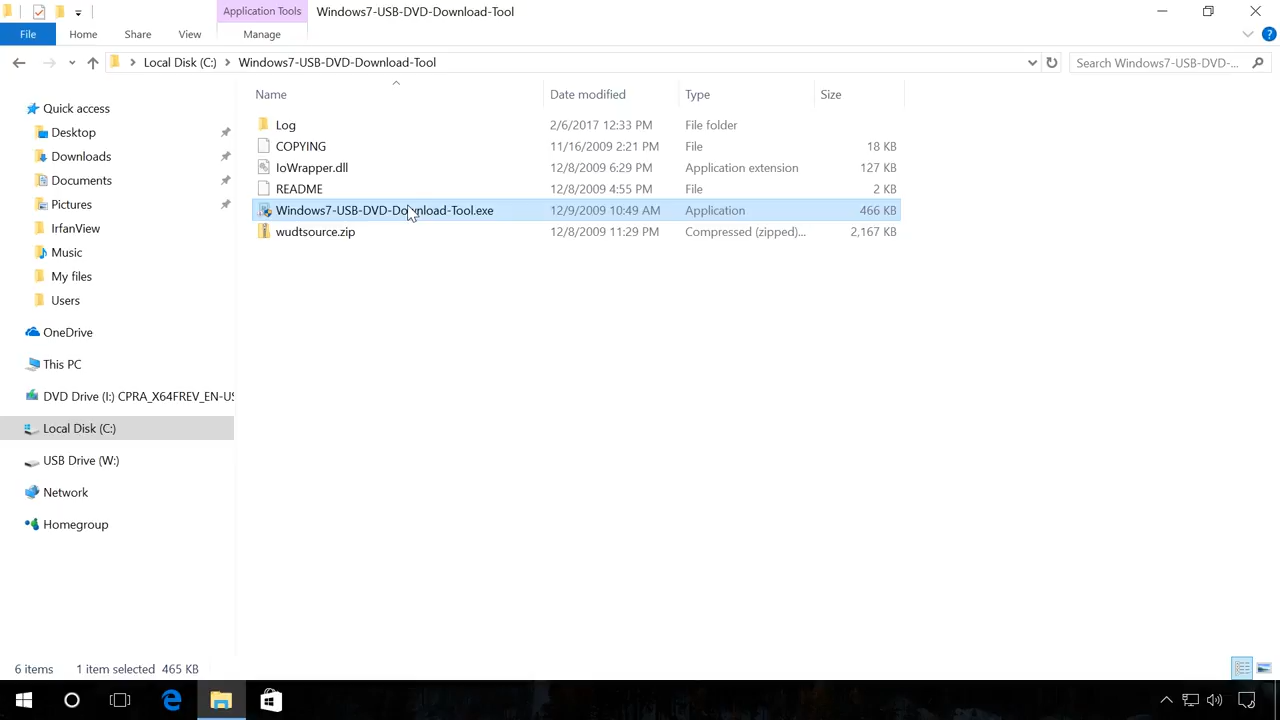 Application Tools
Windows7-USB-DVD-Download-Tool
File
Home
Share
View
Manage
Local Disk (C:)
Windows7-USB-DVD-Download-Tool
Search Windows7-USB-DVD-...
Name
Date modified
Type
Size
Quick access
Desktop
Downloads
Documents
Pictures
IrfanView
Music
My files
Users
OneDrive
This PC
DVD Drive (I:) CPRA_X64FREV_EN-US
Local Disk (C:)
USB Drive (W:)
Network
Homegroup
Log 2/6/2017 12:33 PM File folder
COPYING 11/16/2009 2:21 PM File 18 KB
IoWrapper.dll 12/8/2009 6:29 PM Application extension 127 KB
README 12/8/2009 4:55 PM File 2 KB
Windows7-USB-DVD-Download-Tool.exe 12/9/2009 10:49 AM Application 466 KB
wudtsource.zip 12/8/2009 11:29 PM Compressed (zipped)... 2,167 KB
6 items 1 item selected 465 KB